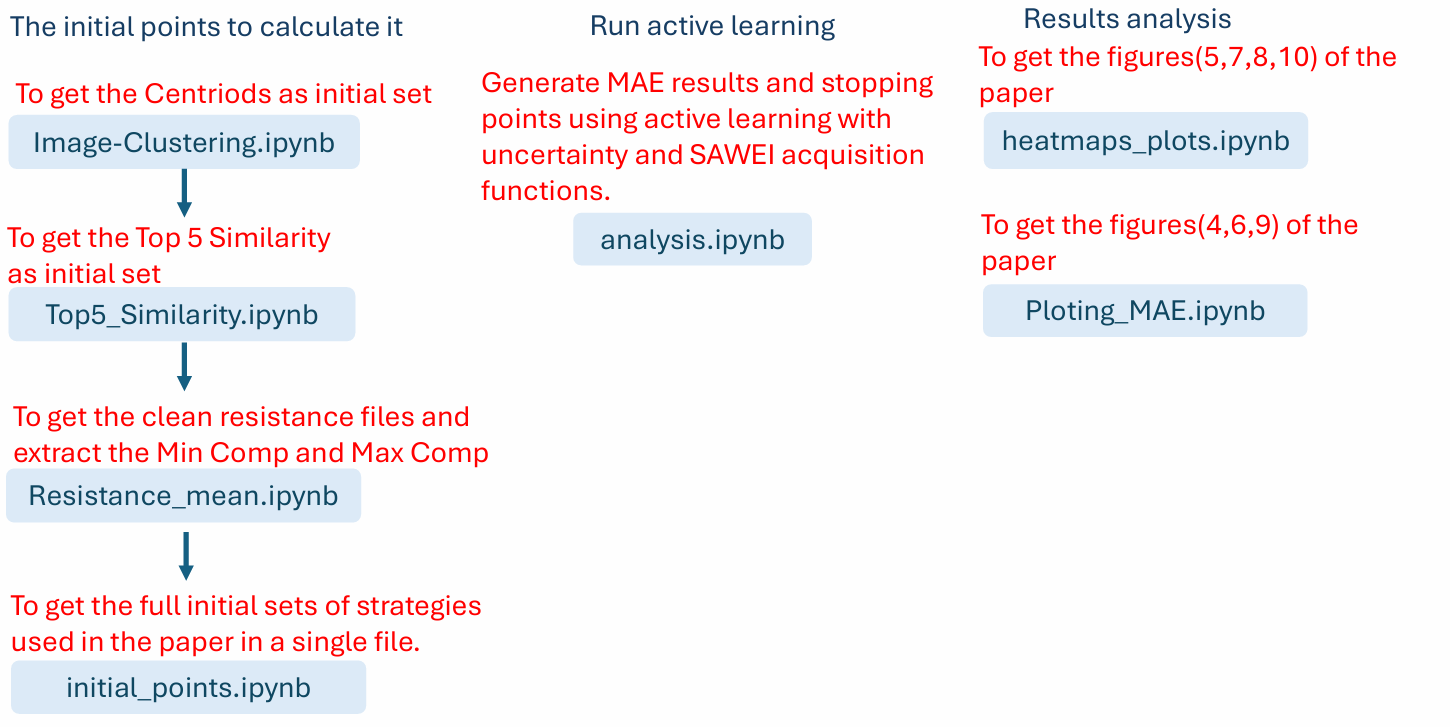 The initial points to calculate it
To get the Centriods as initial set
Image-Clustering.ipynb
To get the Top 5 Similarity
as initial set
Top5_Similarity.ipynb
To get the clean resistance files and
extract the Min Comp and Max Comp
Resistance_mean.ipynb
To get the full initial sets of strategies
used in the paper in a single file.
initial_points.ipynb
Run active learning
Generate MAE results and stopping
points using active learning with
uncertainty and SAWEI acquisition
functions.
analysis.ipynb
Results analysis
To get the figures(5,7,8,10) of the
paper
heatmaps_plots.ipynb
To get the figures(4,6,9) of the
paper
Ploting_MAE.ipynb